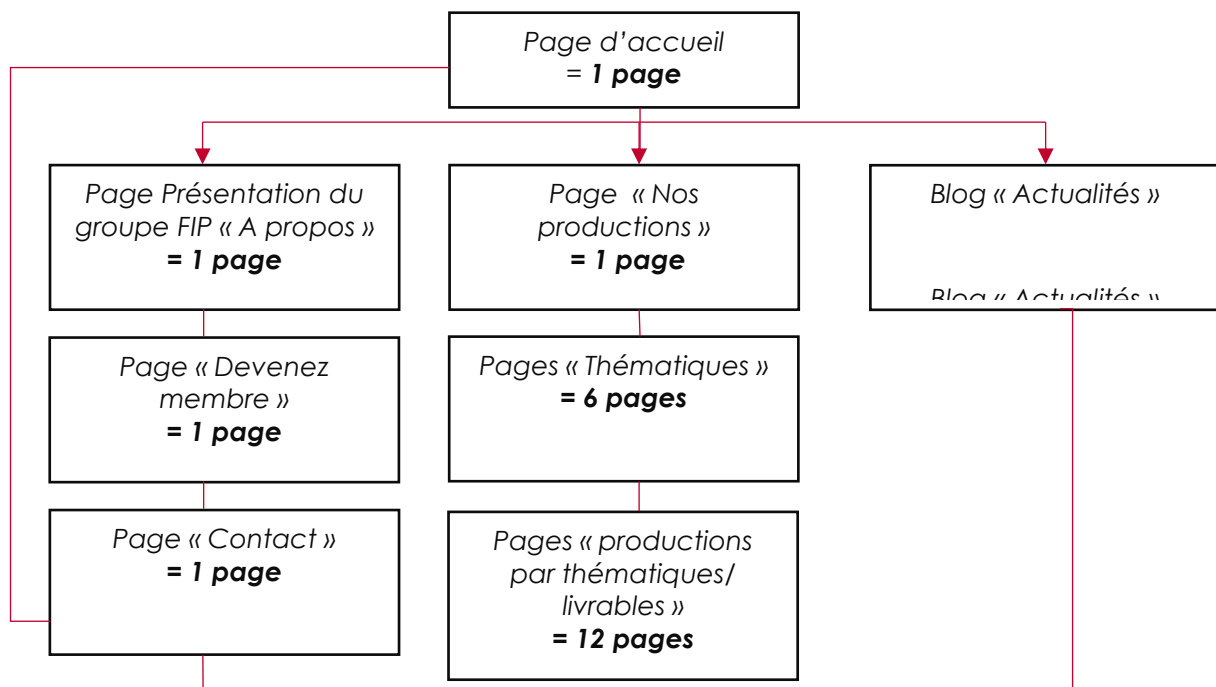 Page d’accueil
= 1 page
Page Présentation du
groupe FIP « A propos »
= 1 page
Page « Nos
productions »
= 1 page
Blog « Actualités »
Blog « Actualités »
Page « Devenez
membre »
= 1 page
Pages « Thématiques »
= 6 pages
Page « Contact »
= 1 page
Pages « productions
par thématiques/
livrables »
= 12 pages